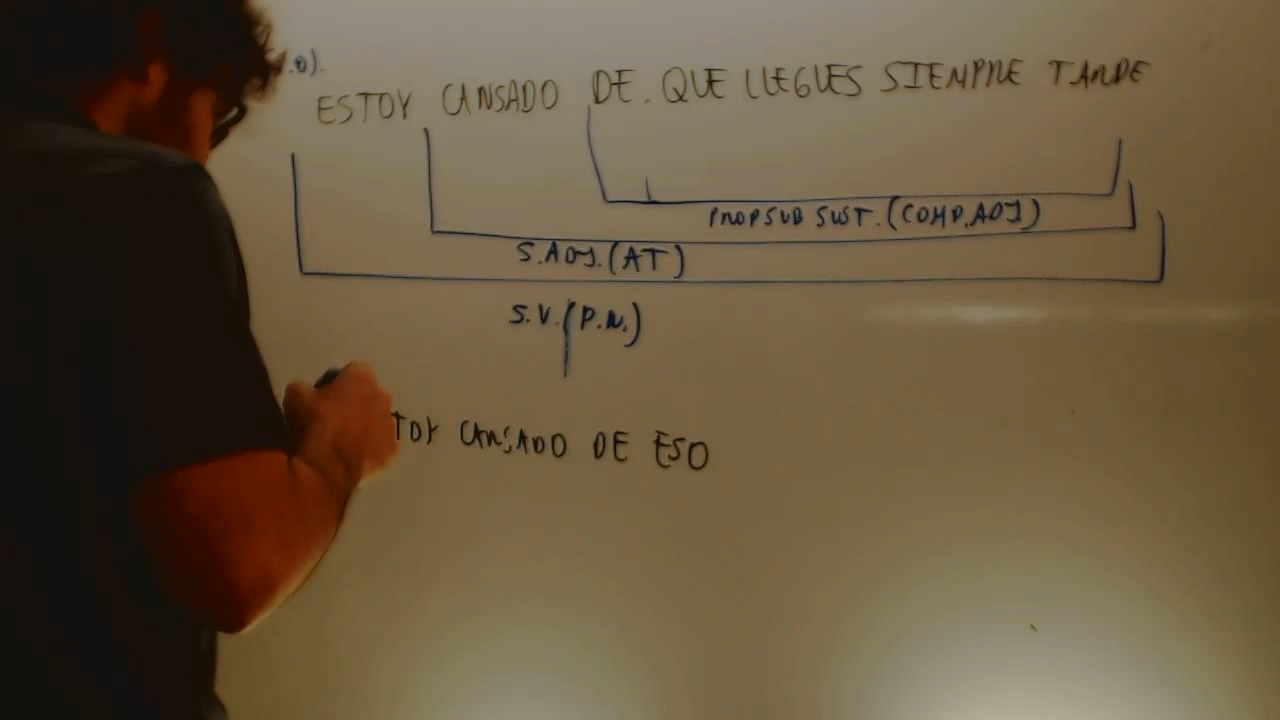 .O).
ESTOY CANSADO DE. QUE LLEGUES SIEMPRE TARDE
PROP SUB SUST. (COMP. ADJ)
S. ADJ. (AT)
S.V. (P.N.)
TOY CANSADO DE ESO